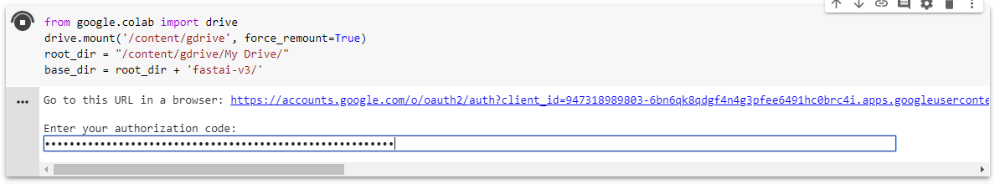 from google.colab import drive
drive.mount('/content/gdrive', force_remount=True)
root_dir = "/content/gdrive/My Drive/"
base_dir = root_dir + 'fastai-v3/'
Go to this URL in a browser: https://accounts.google.com/o/oauth2/auth?client_id=947318989803-6bn6qk8qdgf4n4g3pfee6491hc0brc4i.apps.googleuserconte
Enter your authorization code: